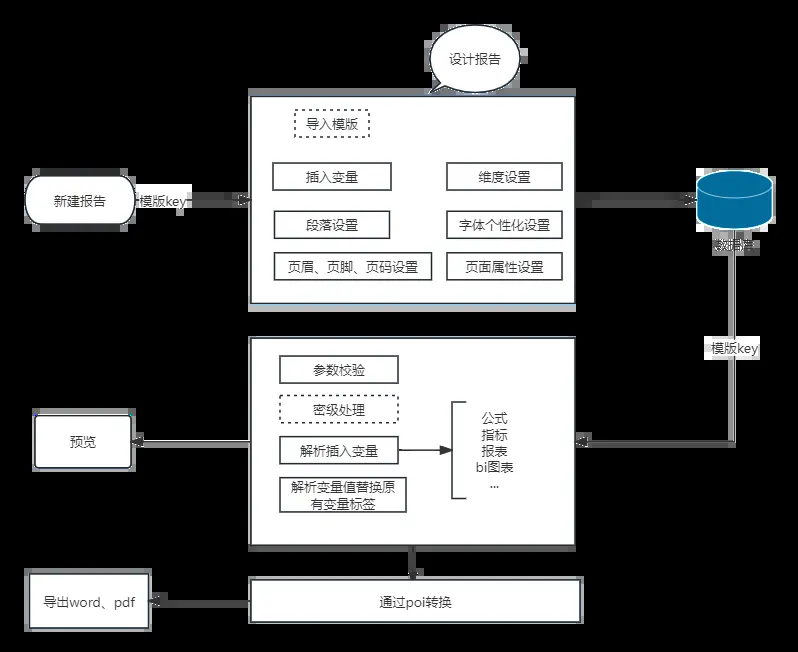 设计报告
导入模版
插入变量
维度设置
新建报告
模版key
段落设置
字体个性化设置
数据库
页眉、页脚、页码设置
页面属性设置
模版key
参数校验
密级处理
公式
指标
报表
bi图表
...
预览
解析插入变量
解析变量值替换原
有变量标签
导出word、pdf
通过poi转换